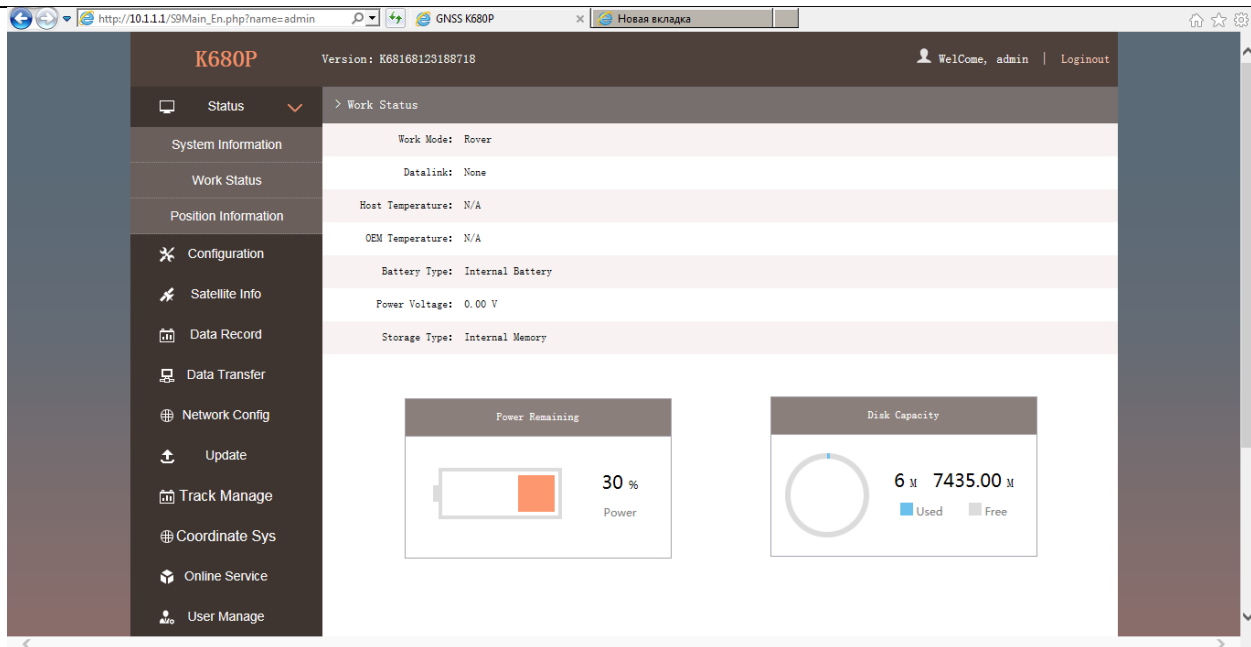 http://10.1.1.1/S9Main_En.php?name=admin GNSS K680P Новая вкладка
K680P Version: K68168123188718 WelCome, admin | Loginout
Status > Work Status
System Information
Work Status
Position Information
Configuration
Satellite Info
Data Record
Data Transfer
Network Config
Update
Track Manage
Coordinate Sys
Online Service
User Manage
Work Mode: Rover
Datalink: None
Host Temperature: N/A
OEM Temperature: N/A
Battery Type: Internal Battery
Power Voltage: 0.00 V
Storage Type: Internal Memory
Power Remaining
30 %
Power
Disk Capacity
6 M 7435.00 M
Used Free